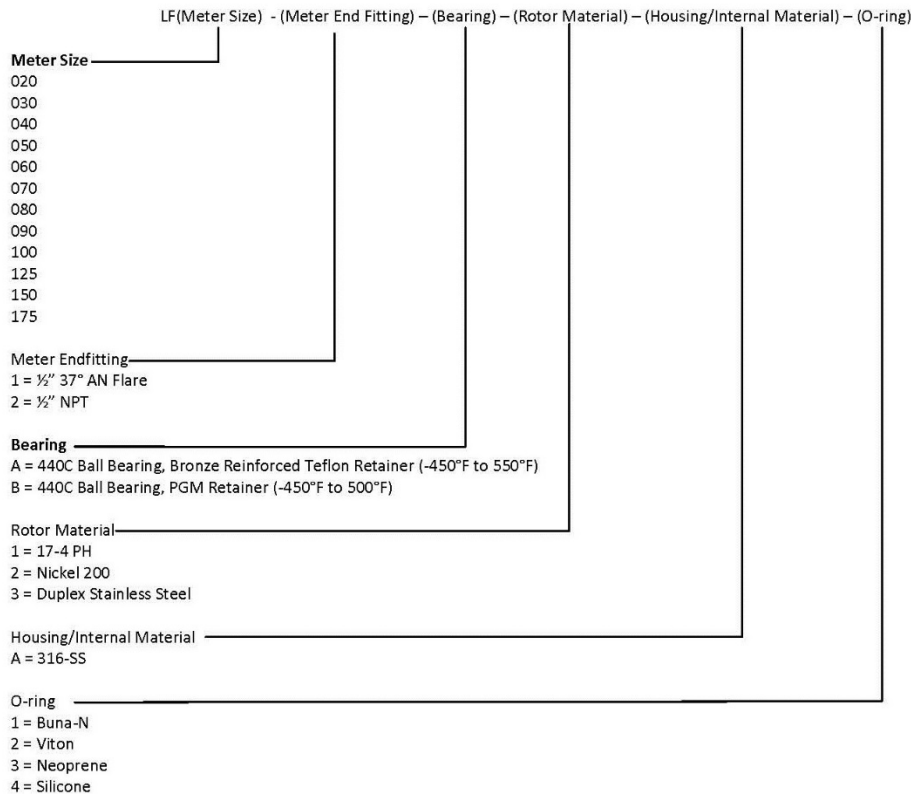 LF(Meter Size) - (Meter End Fitting) – (Bearing) – (Rotor Material) – (Housing/Internal Material) – (O-ring)
Meter Size
020
030
040
050
060
070
080
090
100
125
150
175
Meter Endfitting
1 = ½” 37° AN Flare
2 = ½” NPT
Bearing
A = 440C Ball Bearing, Bronze Reinforced Teflon Retainer (-450°F to 550°F)
B = 440C Ball Bearing, PGM Retainer (-450°F to 500°F)
Rotor Material
1 = 17-4 PH
2 = Nickel 200
3 = Duplex Stainless Steel
Housing/Internal Material
A = 316-SS
O-ring
1 = Buna-N
2 = Viton
3 = Neoprene
4 = Silicone